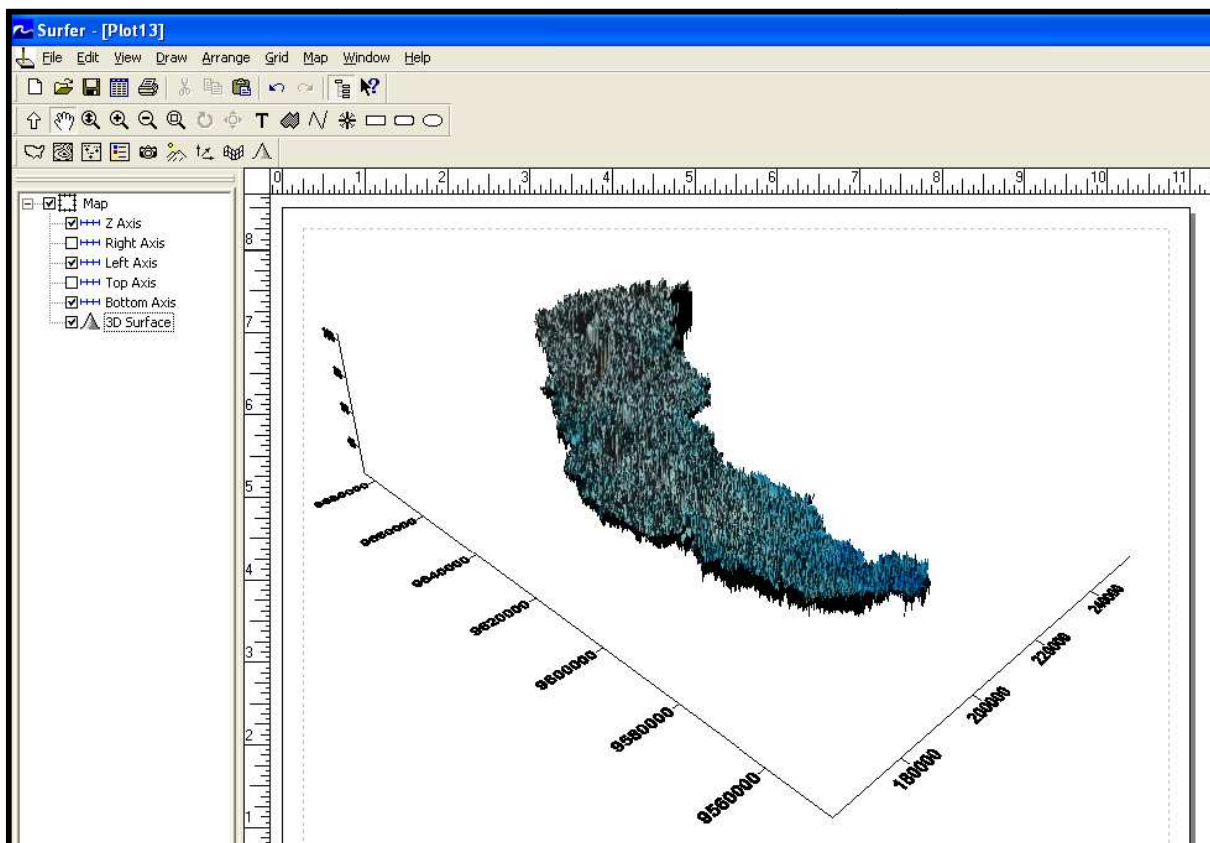 Surfer - [Plot13]
File Edit View Draw Arrange Grid Map Window Help
T
0 1 2 3 4 5 6 7 8 9 10 11
Map
Z Axis
Right Axis
Left Axis
Top Axis
Bottom Axis
3D Surface
8
7
6
5
4
3
2
1
9660000
9640000
9620000
9600000
9580000
9560000
180000
200000
220000
240000